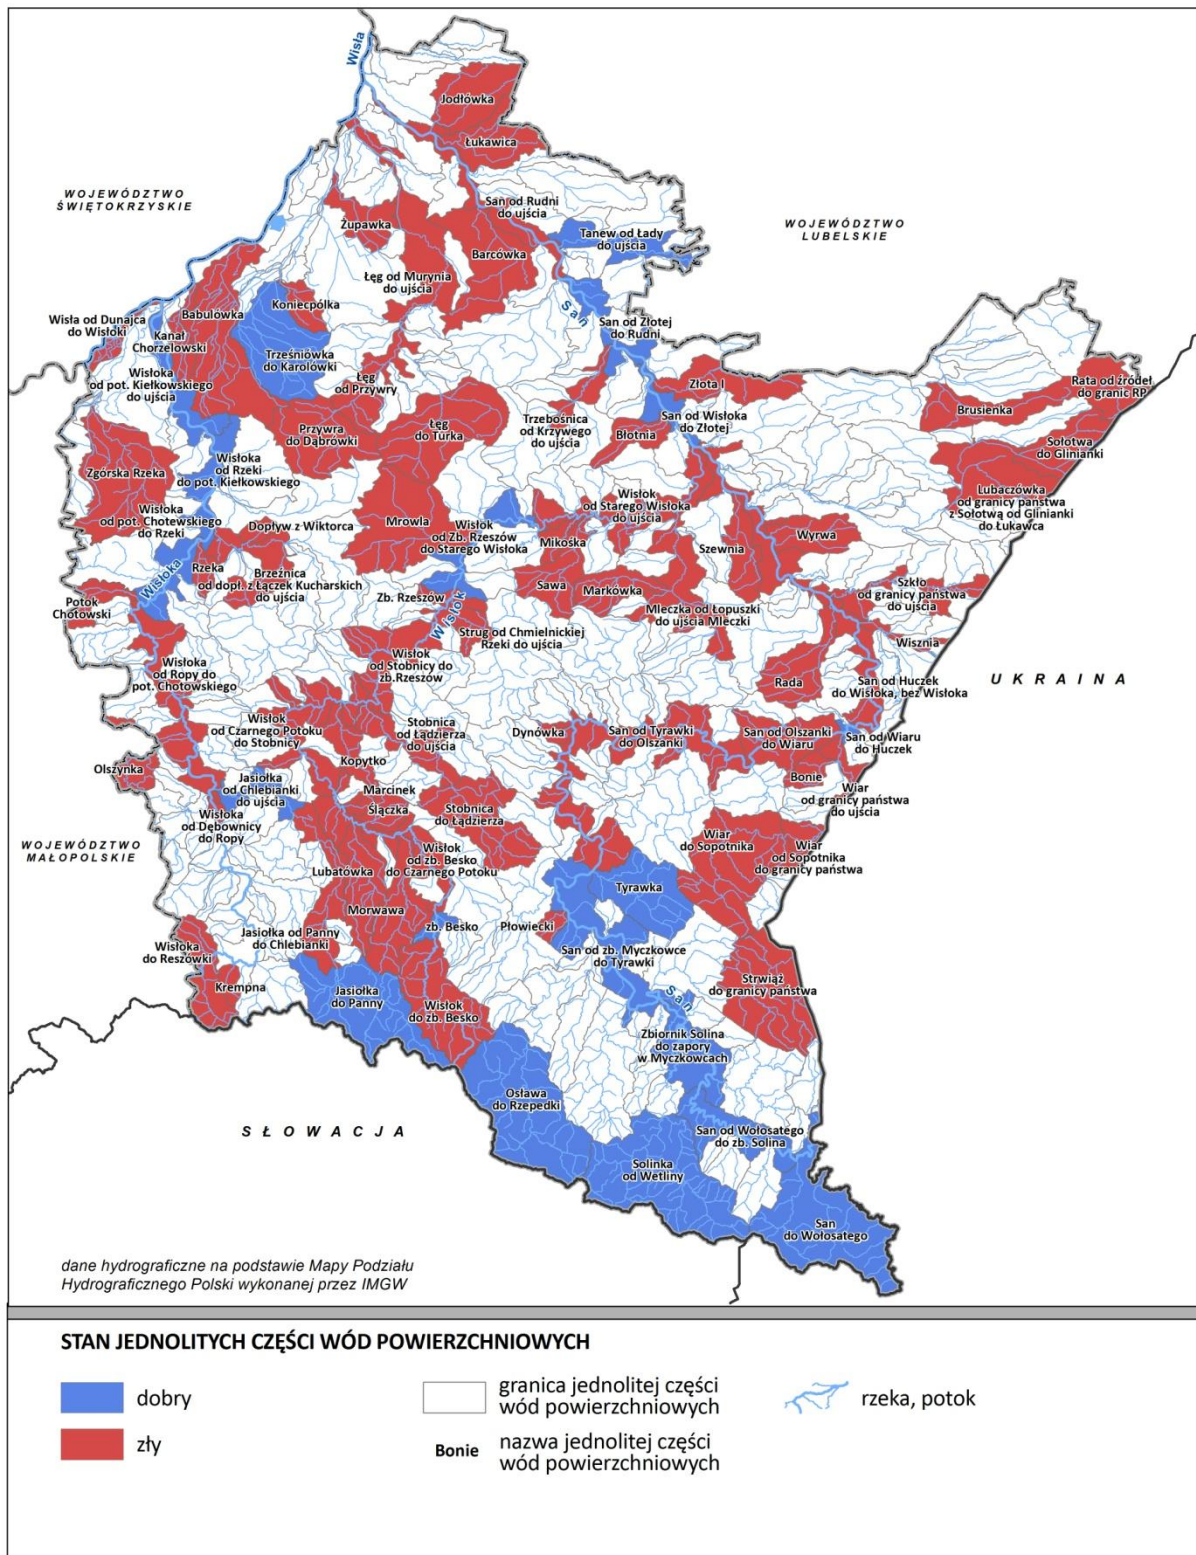 Wisła
Jodłówka
Łukawica
WOJEWÓDZTWO
ŚWIĘTOKRZYSKIE
San od Rudni
do ujścia
WOJEWÓDZTWO
LUBELSKIE
Żupawka
Tanew od Łady
do ujścia
Barcówka
Łęg od Murynia
do ujścia
Koniecpólka
Babulówka
San
Wisła od Dunajca
do Wisłoki
Kanał
Chorzelowski
San od Złotej
do Rudni
Trześniówka
do Karolówki
Wisłoka
od pot. Kiełkowskiego
do ujścia
Łęg
od Przywry
Złota I
Rata od źródeł
do granic RP
Brusienka
Trzebośnica
od Krzywego
do ujścia
San od Wisłoka
do Złotej
Przywra
do Dąbrówki
Łęg
do Turka
Błotnia
Sołotwa
do Glinianki
Wisłoka
od Rzeki
do pot. Kiełkowskiego
Zgórska Rzeka
Lubaczówka
od granicy państwa
z Sołotwą od Glinianki
do Łukawca
Wisłok
od Starego Wisłoka
do ujścia
Wisłoka
od pot. Chotewskiego
do Rzeki
Dopływ z Wiktorca
Mrowla
Wisłok
od Zb. Rzeszów
do Starego Wisłoka
Mikośka
Szewnia
Wyrwa
Rzeka
Brzeźnica
od dopł. z Łączek Kucharskich
do ujścia
Wisłoka
Sawa
Markówka
Szkło
od granicy państwa
do ujścia
Potok
Chotowski
Zb. Rzeszów
Wisłok
Mleczka od Łopuszki
do ujścia Mleczki
Strug od Chmielnickiej
Rzeki do ujścia
Wisznia
Wisłok
od Stobnicy do
zb.Rzeszów
Wisłoka
od Ropy do
pot. Chotowskiego
Rada
San od Huczek
do Wisłoka, bez Wisłoka
UKRAINA
Wisłok
od Czarnego Potoku
do Stobnicy
Stobnica
od Łądzierza
do ujścia
Dynówka
San od Tyrawki
do Olszanki
San od Olszanki
do Wiaru
San od Wiaru
do Huczek
Olszynka
Kopytko
Jasiołka
od Chlebianki
do ujścia
Marcinek
Bonie
Wiar
od granicy państwa
do ujścia
Ślączka
Stobnica
do Łądzierza
Wisłoka
od Dębownicy
do Ropy
WOJEWÓDZTWO
MAŁOPOLSKIE
Wiar
do Sopotnika
Wiar
od Sopotnika
do granicy państwa
Wisłok
od zb. Besko
do Czarnego Potoku
Lubatówka
Tyrawka
Morwawa
zb. Besko
Płowiecki
Jasiołka od Panny
do Chlebianki
Wisłoka
do Reszówki
San od zb. Myczkowce
do Tyrawki
Krempna
Jasiołka
do Panny
Strwiąż
do granicy państwa
San
Wisłok
do zb. Besko
Zbiornik Solina
do zapory
w Myczkowcach
Osława
do Rzepedki
SŁOWACJA
San od Wołosatego
do zb. Solina
Solinka
od Wetliny
San
do Wołosatego
dane hydrograficzne na podstawie Mapy Podziału
Hydrograficznego Polski wykonanej przez IMGW
STAN JEDNOLITYCH CZĘŚCI WÓD POWIERZCHNIOWYCH
dobry
granica jednolitej części
wód powierzchniowych
rzeka, potok
zły
Bonie
nazwa jednolitej części
wód powierzchniowych